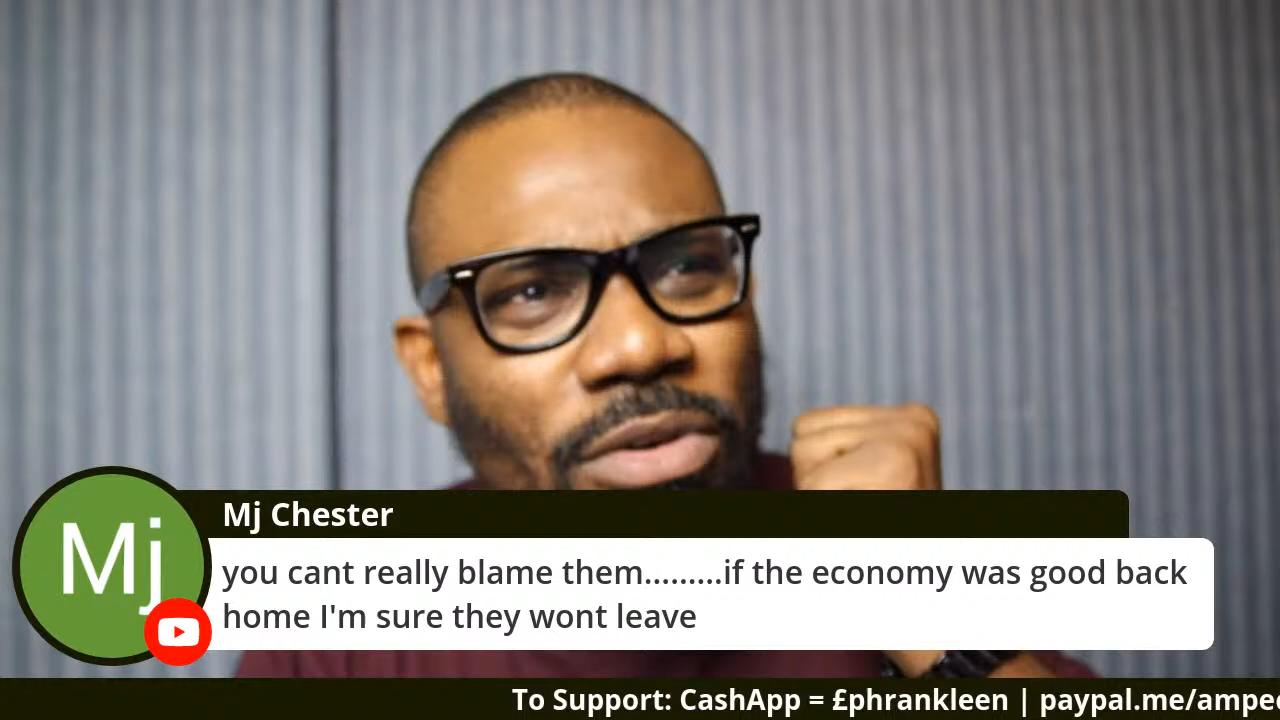 Mj
Mj Chester
you cant really blame them.........if the economy was good back
home I'm sure they wont leave
To Support: CashApp = £phrankleen | paypal.me/ampe